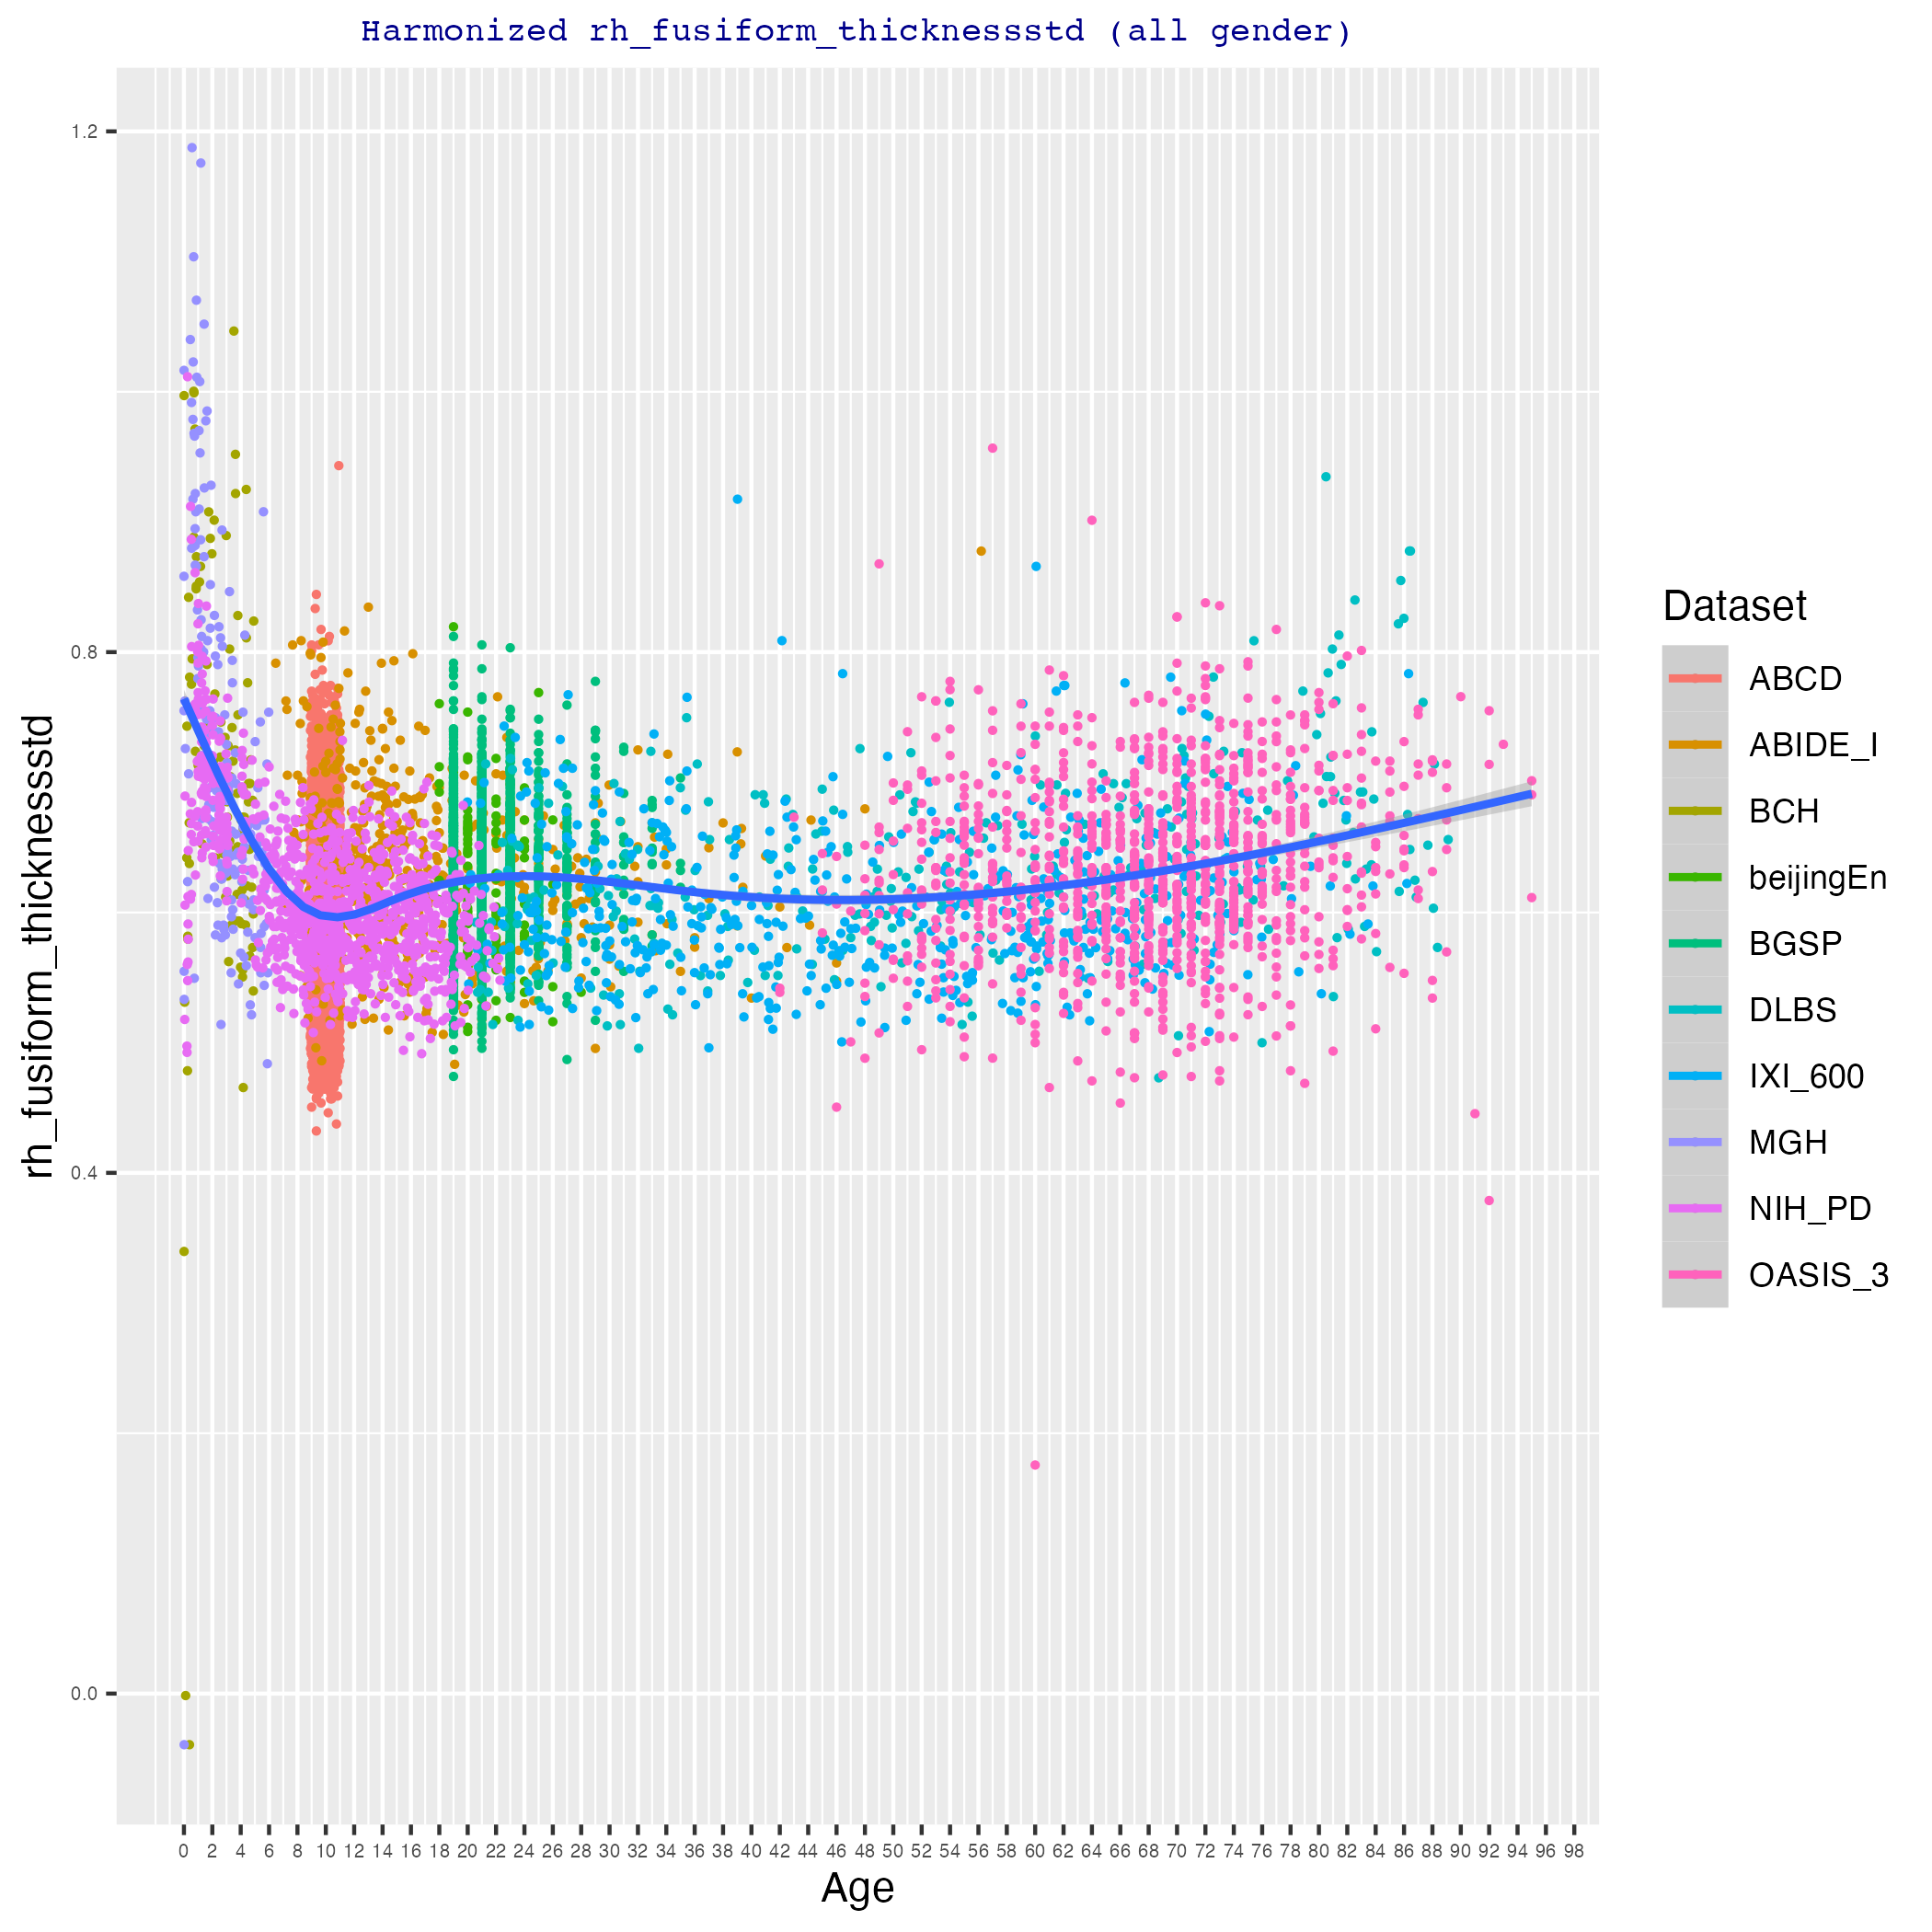 Harmonized rh_fusiform_thicknessstd (all gender)
rh_fusiform_thicknessstd
1.2
0.8
0.4
0.0
0 2 4 6 8 10 12 14 16 18 20 22 24 26 28 30 32 34 36 38 40 42 44 46 48 50 52 54 56 58 60 62 64 66 68 70 72 74 76 78 80 82 84 86 88 90 92 94 96 98
Age
Dataset
ABCD
ABIDE_I
BCH
beijingEn
BGSP
DLBS
IXI_600
MGH
NIH_PD
OASIS_3